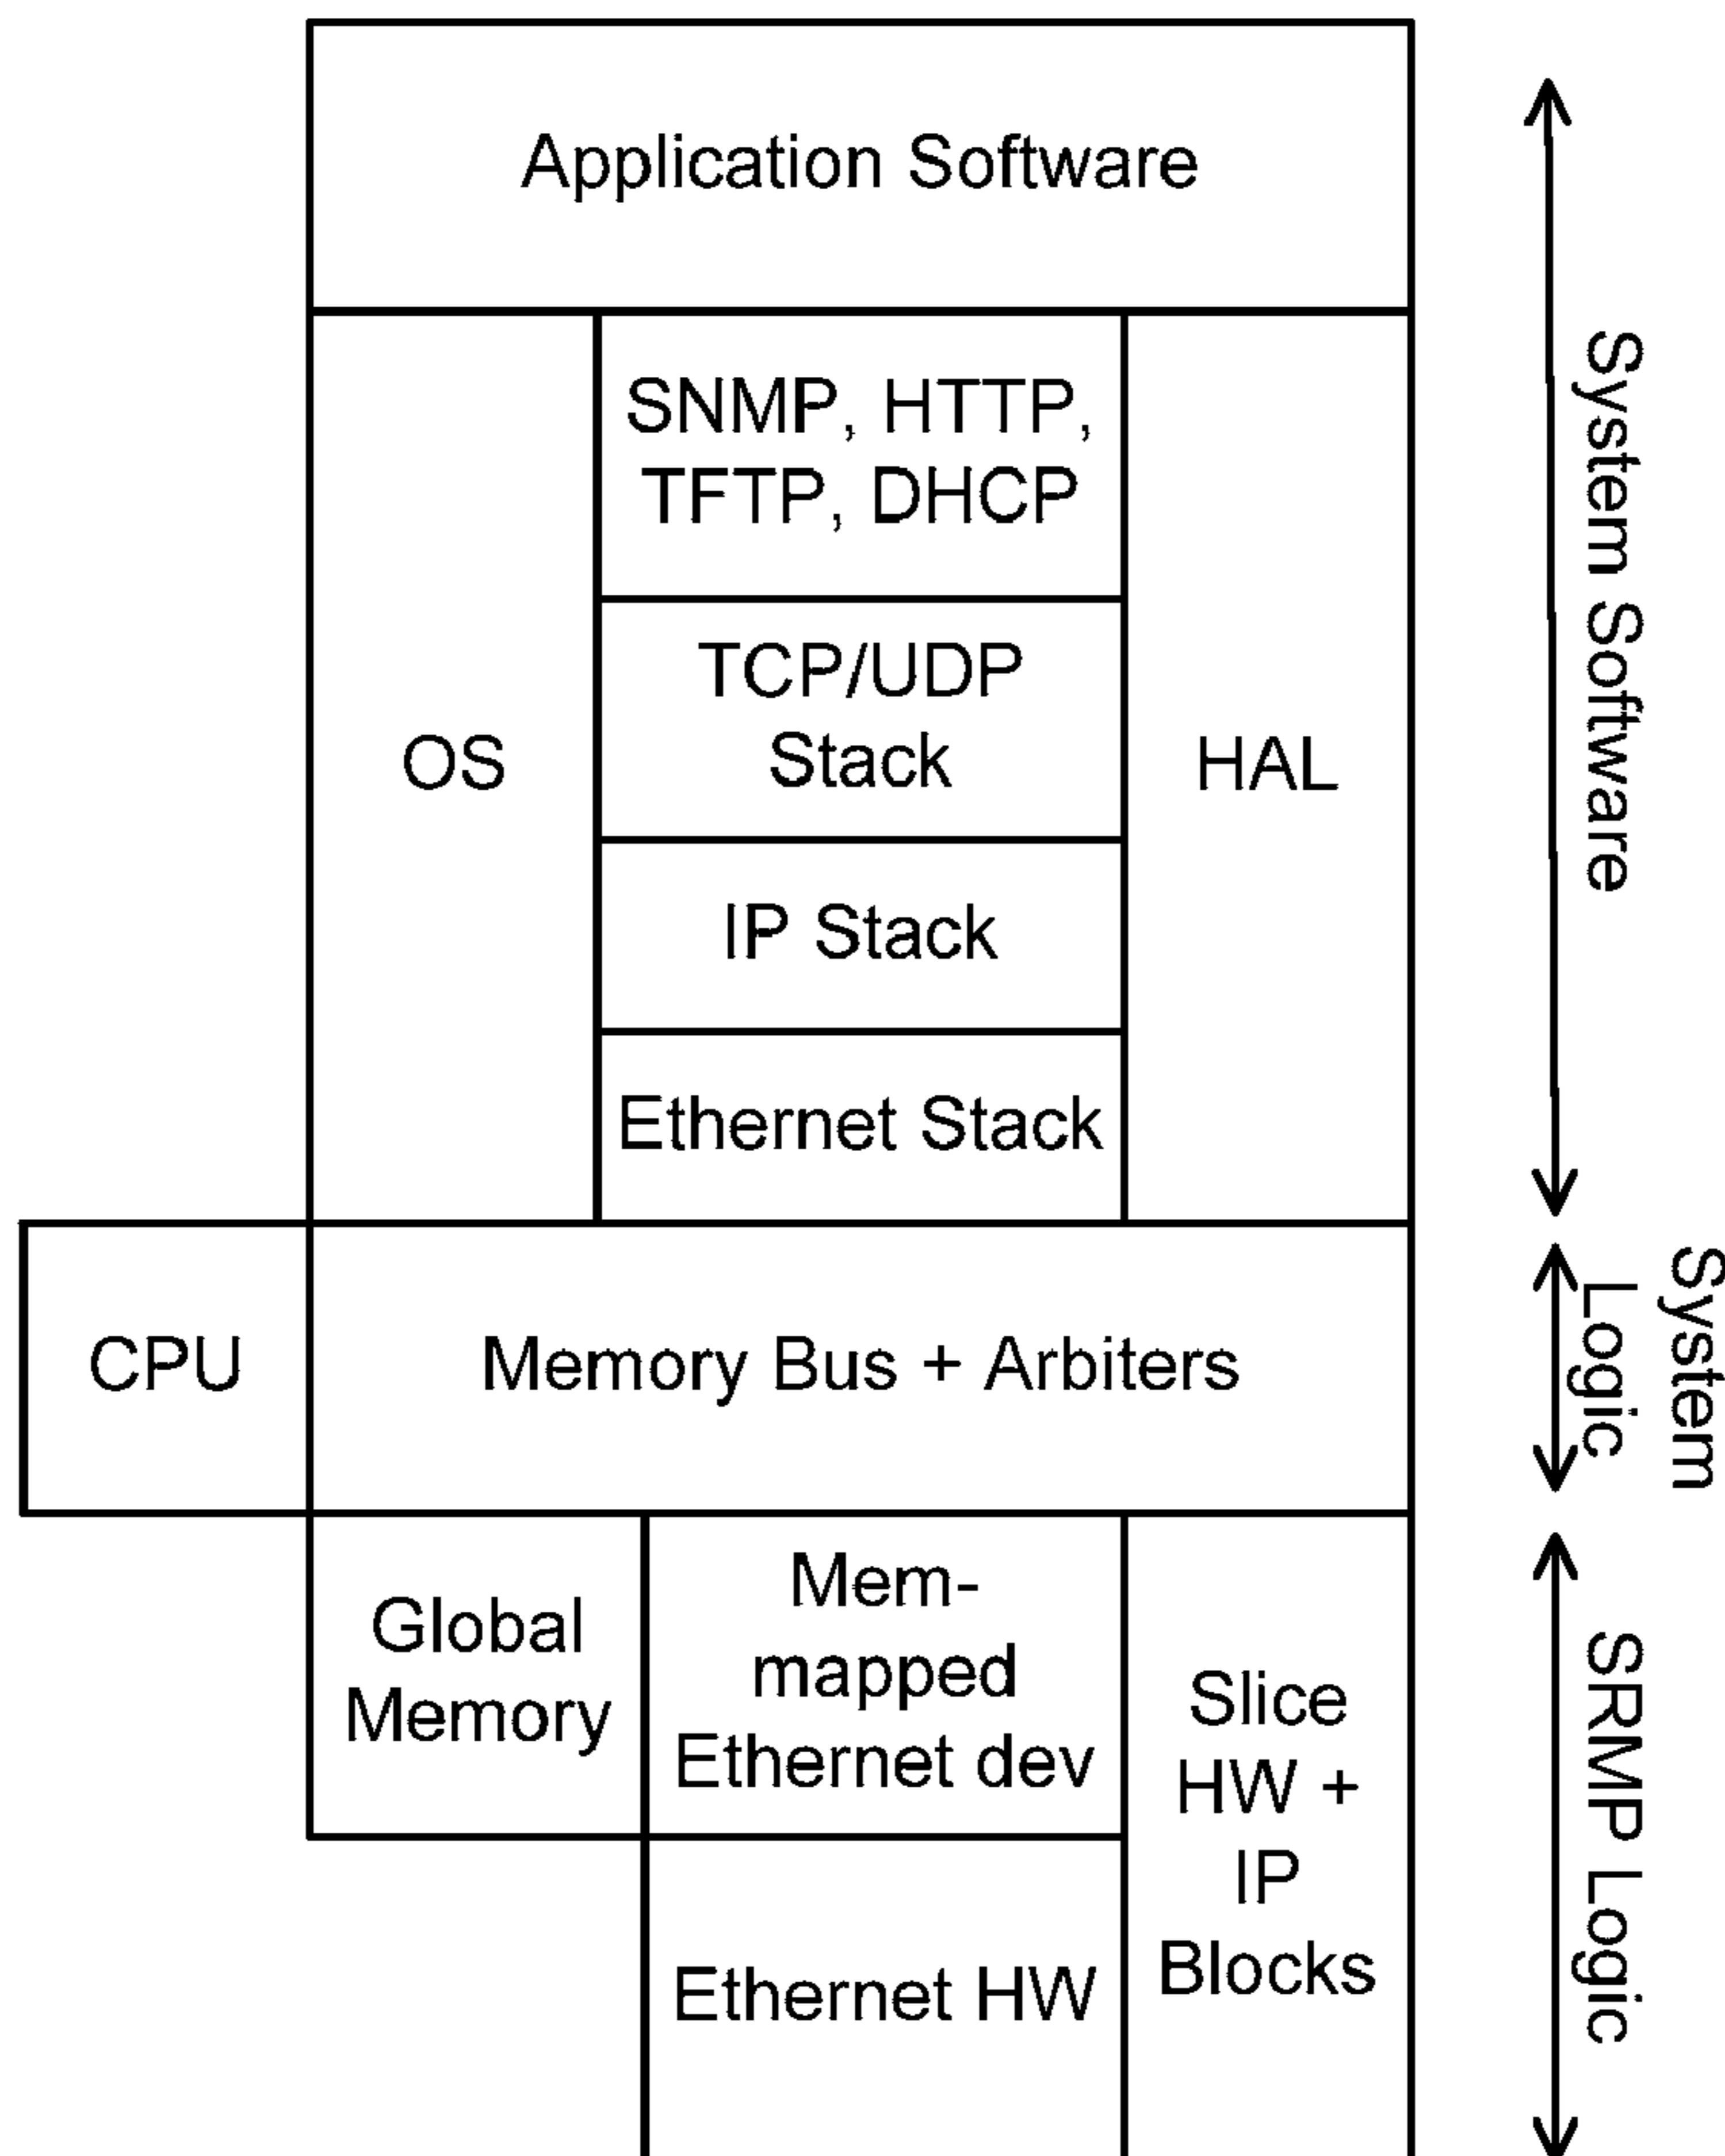 Application Software
SNMP, HTTP,
TFTP, DHCP
TCP/UDP
Stack
OS
HAL
IP Stack
Ethernet Stack
System Software
CPU
Memory Bus + Arbiters
System
Logic
Global
Memory
Mem-
mapped
Ethernet dev
Ethernet HW
Slice
HW +
IP
Blocks
SRMP Logic